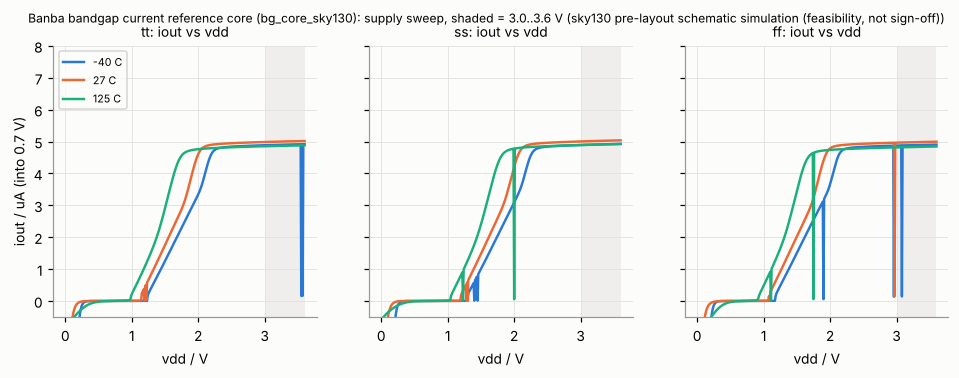 Banba bandgap current reference core (bg_core_sky130): supply sweep, shaded = 3.0..3.6 V (sky130 pre-layout schematic simulation (feasibility, not sign-off))
tt: iout vs vdd
ss: iout vs vdd
ff: iout vs vdd
iout / uA (into 0.7 V)
8
7
6
5
4
3
2
1
0
-40 C
27 C
125 C
0 1 2 3
0 1 2 3
0 1 2 3
vdd / V
vdd / V
vdd / V